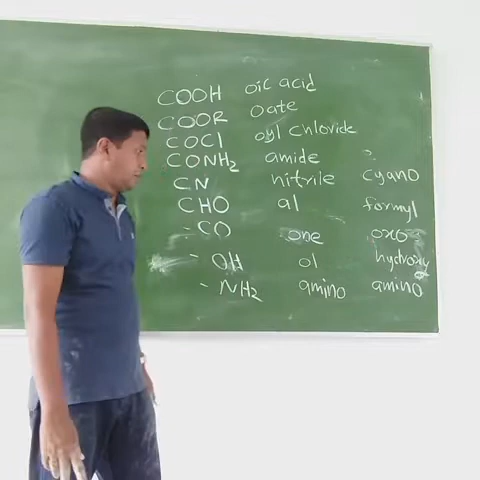 COOH oic acid
COOR oate
COCl oyl chloride
CONH2 amide ?
CN nitrile cyano
CHO al formyl
- CO one oxo
- OH ol hydroxy
- NH2 amino amino